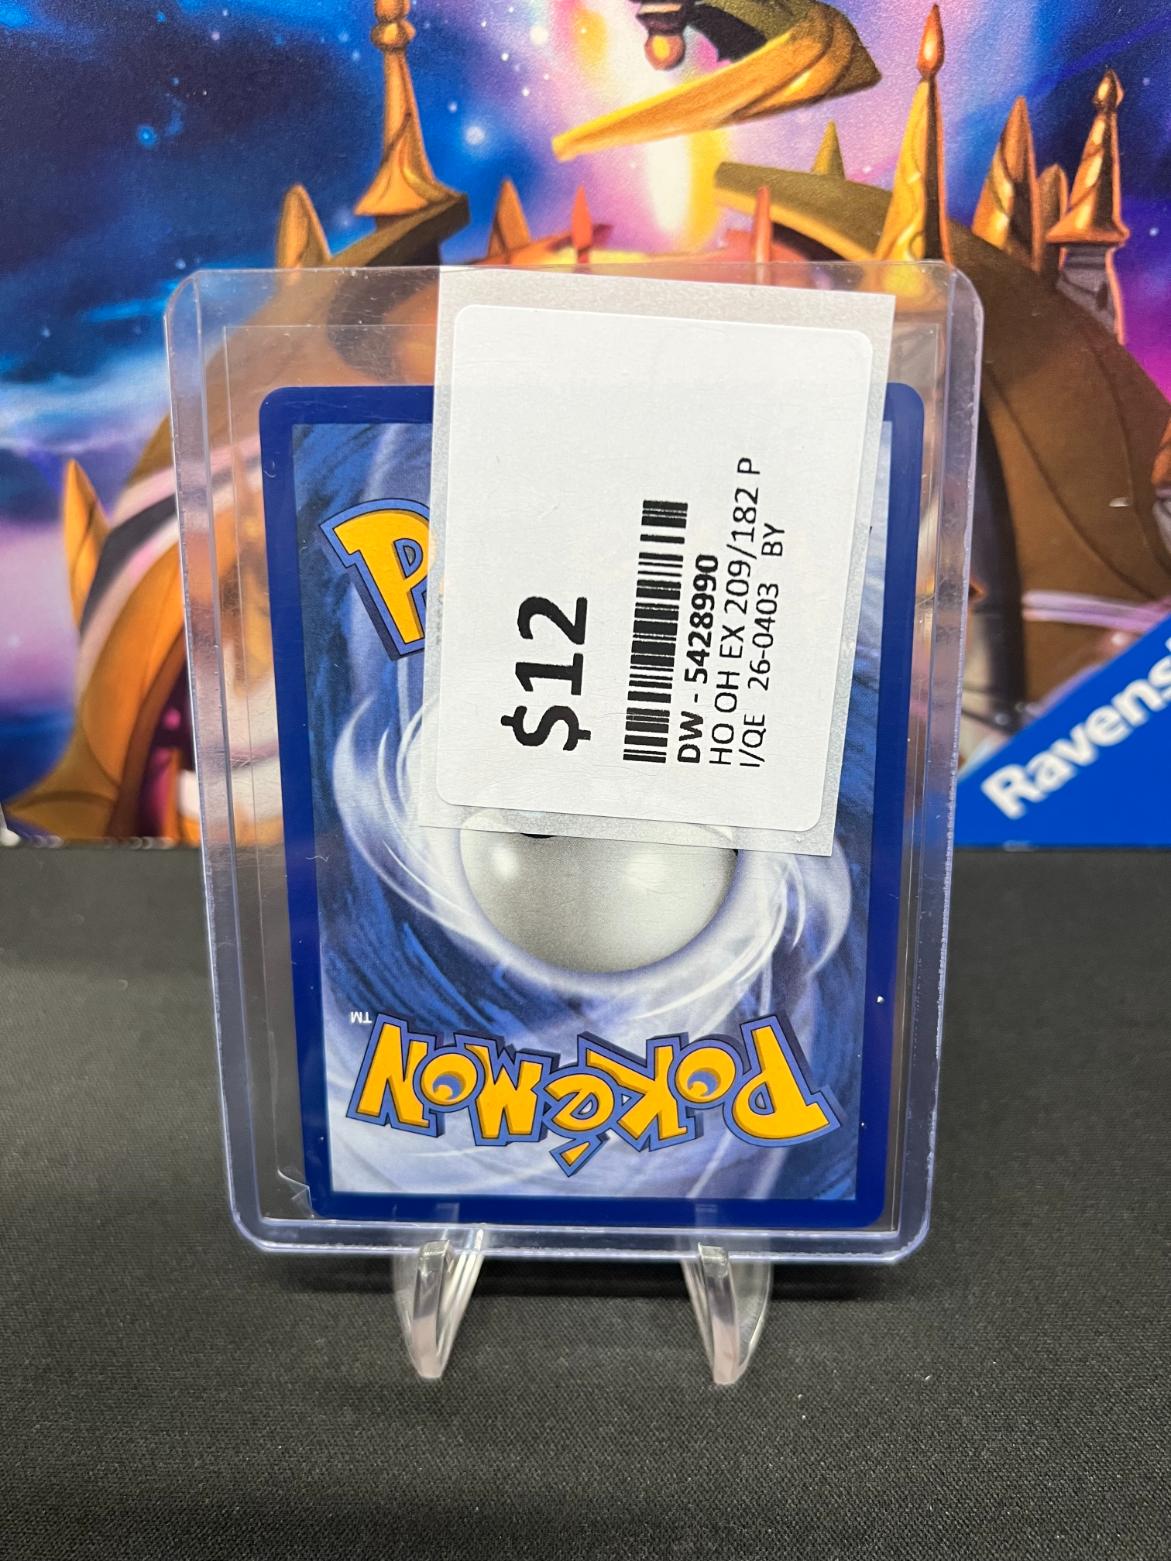 $12
DW - 5428990
HO OH EX 209/182 P
I/QE 26-0403 BY
P
POKéMON
TM
Ravens